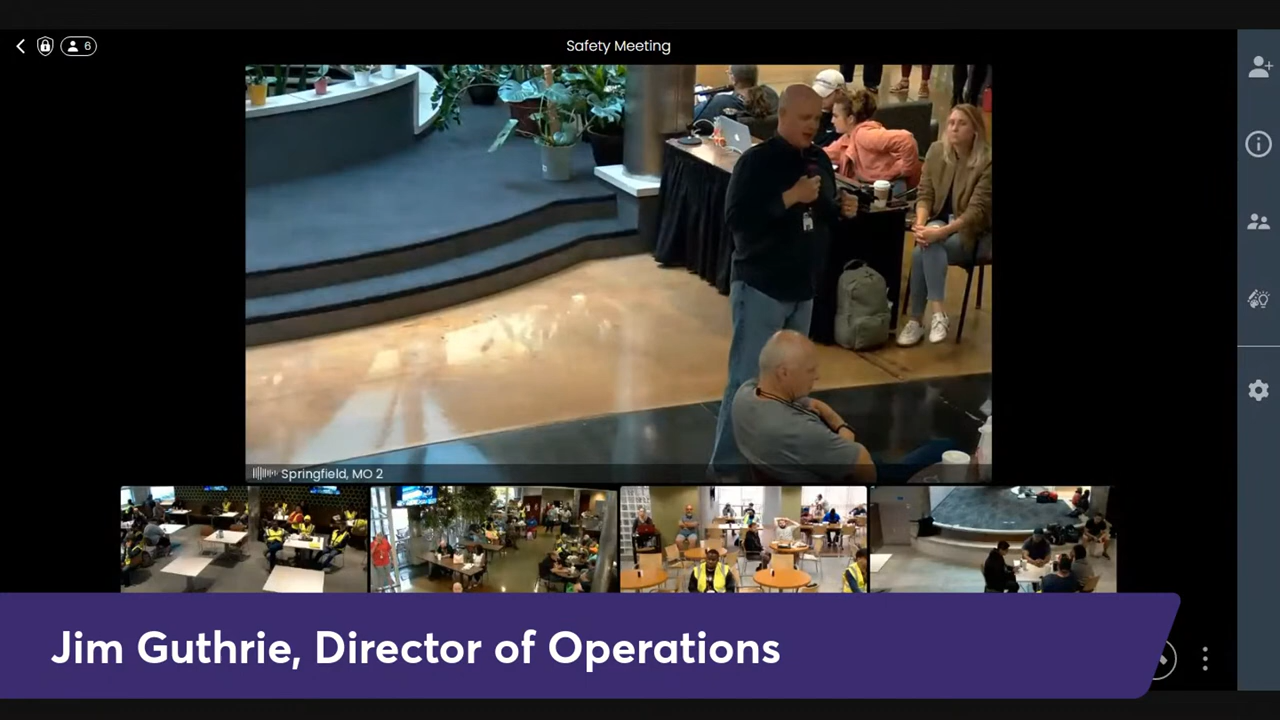 6
Safety Meeting
Springfield, MO 2
Jim Guthrie, Director of Operations